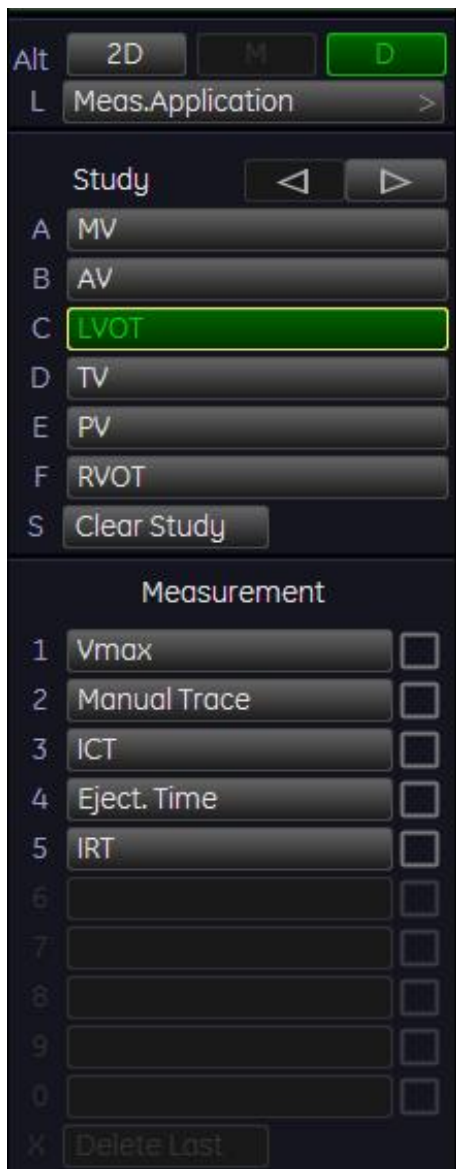 Alt 2D M D
L Meas.Application >
Study
A MV
B AV
C LVOT
D TV
E PV
F RVOT
S Clear Study
Measurement
1 Vmax
2 Manual Trace
3 ICT
4 Eject. Time
5 IRT
6
7
8
9
0
X Delete Last